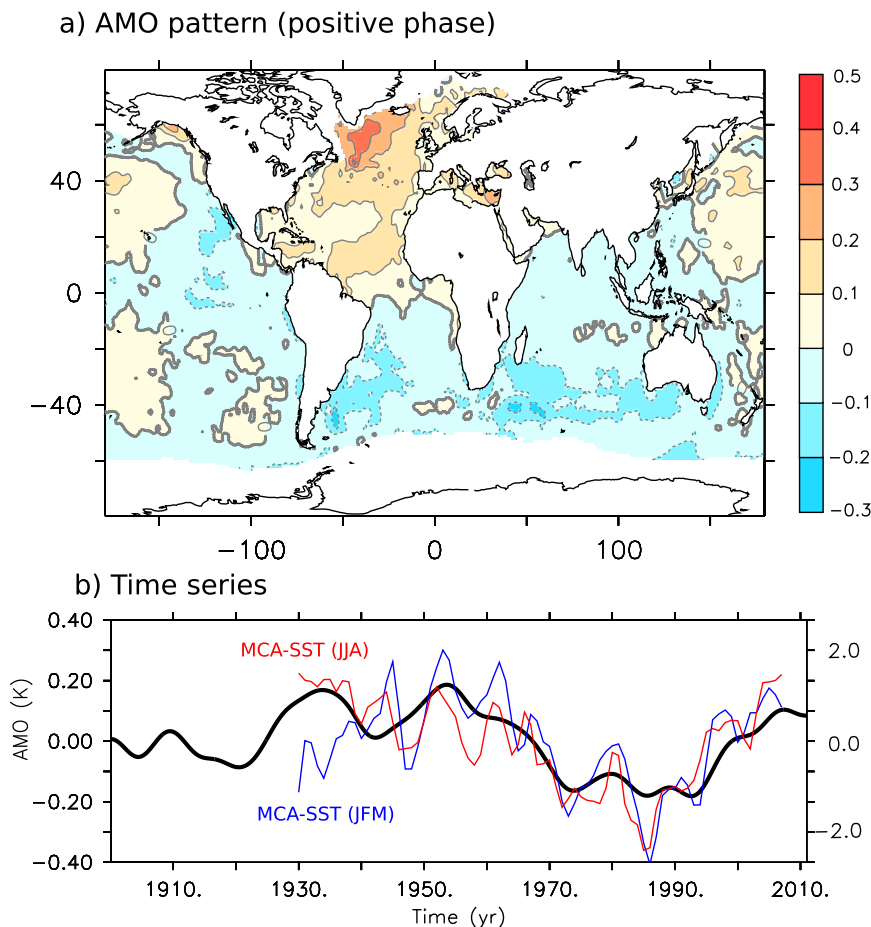 a) AMO pattern (positive phase)
0.5
0.4
40
0.3
0.2
0
0.1
0
−40
−0.1
−0.2
−0.3
−100 0 100
b) Time series
0.40
MCA-SST (JJA)
2.0
0.20
AMO (K)
0.00
0.0
−0.20
MCA-SST (JFM)
−2.0
−0.40
1910. 1930. 1950. 1970. 1990. 2010.
Time (yr)